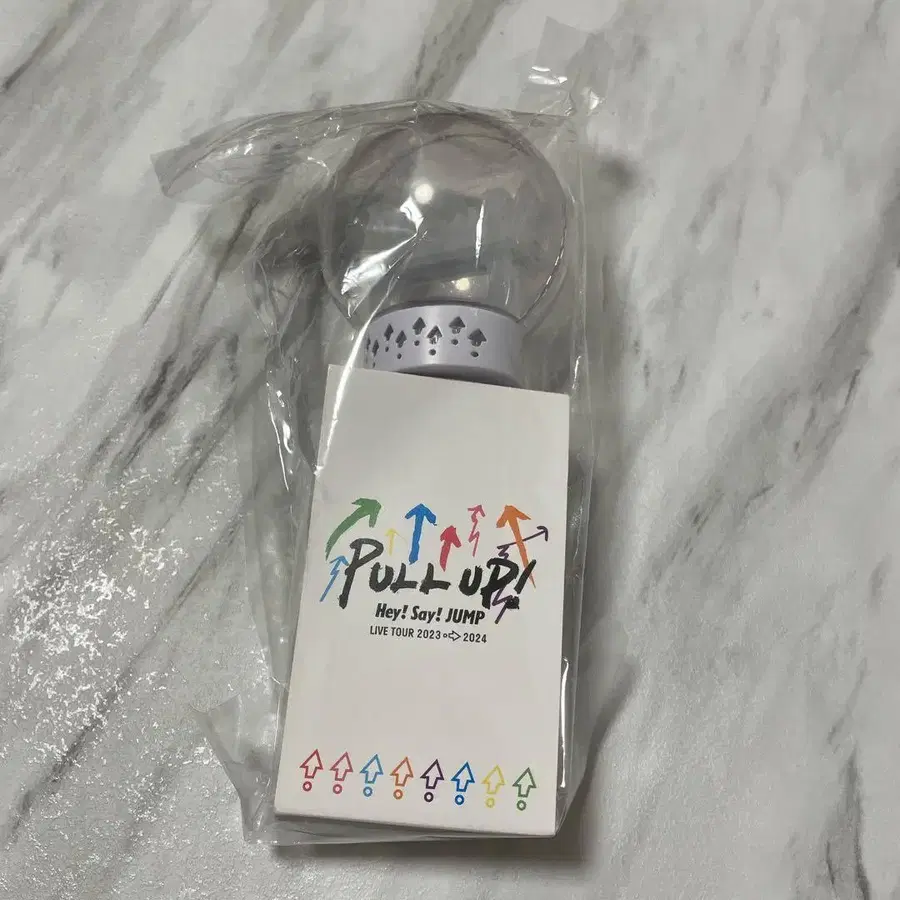 PULL UP!
Hey! Say! JUMP
LIVE TOUR 2023⇨2024